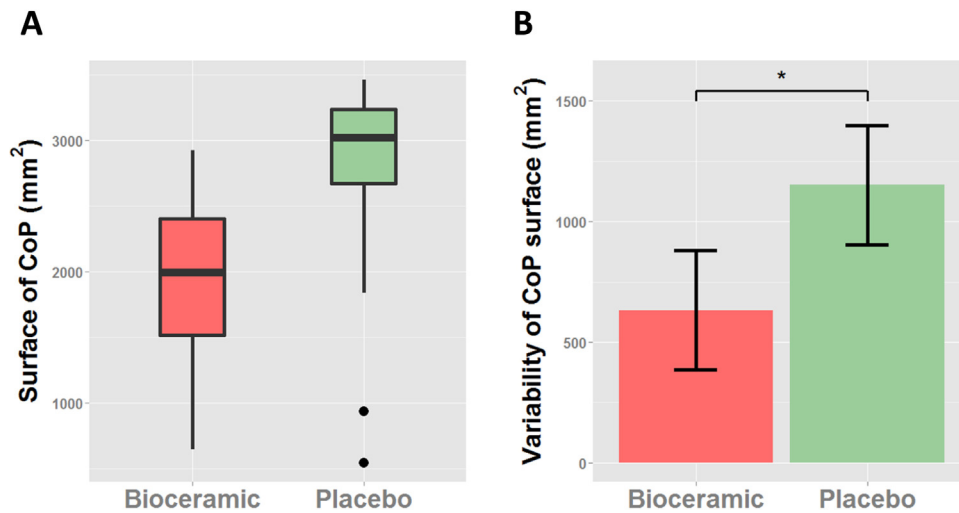 A
Surface of CoP (mm²)
3000
2000
1000
Bioceramic
Placebo
B
Variability of CoP surface (mm²)
1500
1000
500
0
*
Bioceramic
Placebo